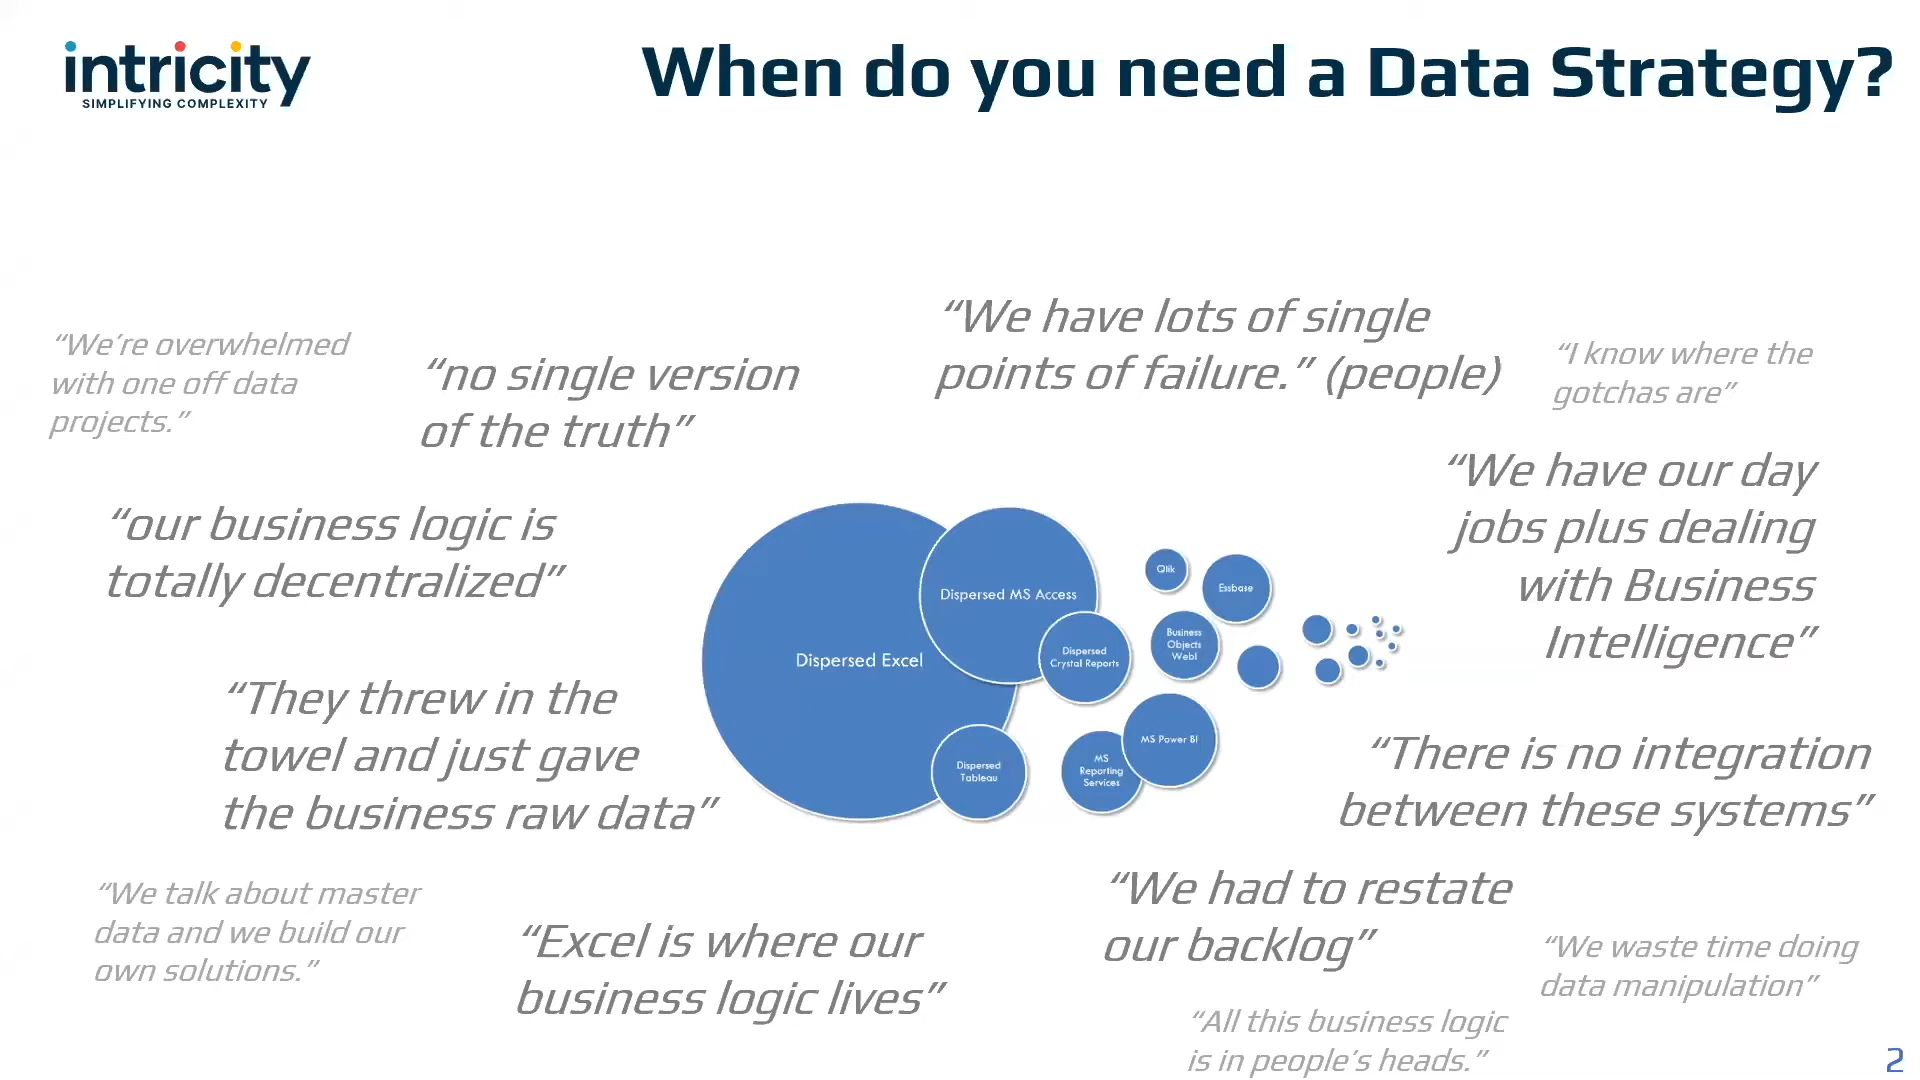 intricity
SIMPLIFYING COMPLEXITY
When do you need a Data Strategy?
“We’re overwhelmed
with one off data
projects.”
“no single version
of the truth”
“We have lots of single
points of failure.” (people)
“I know where the
gotchas are”
“our business logic is
totally decentralized”
“We have our day
jobs plus dealing
with Business
Intelligence”
Dispersed Excel
Dispersed MS Access
Dispersed
Crystal Reports
Dispersed
Tableau
Qlik
Essbase
Business
Objects
WebI
MS
Reporting
Services
MS Power BI
“They threw in the
towel and just gave
the business raw data”
“There is no integration
between these systems”
“We talk about master
data and we build our
own solutions.”
“Excel is where our
business logic lives”
“We had to restate
our backlog”
“We waste time doing
data manipulation”
“All this business logic
is in people’s heads.”
2